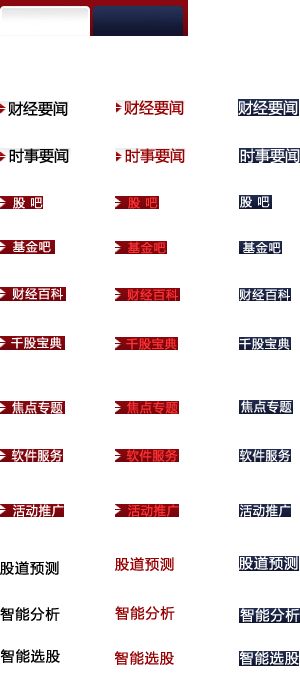 财经要闻 财经要闻 财经要闻
时事要闻 时事要闻 时事要闻
股 吧 股 吧 股 吧
基金吧 基金吧 基金吧
财经百科 财经百科 财经百科
千股宝典 千股宝典 千股宝典
焦点专题 焦点专题 焦点专题
软件服务 软件服务 软件服务
活动推广 活动推广 活动推广
股道预测 股道预测 股道预测
智能分析 智能分析 智能分析
智能选股 智能选股 智能选股